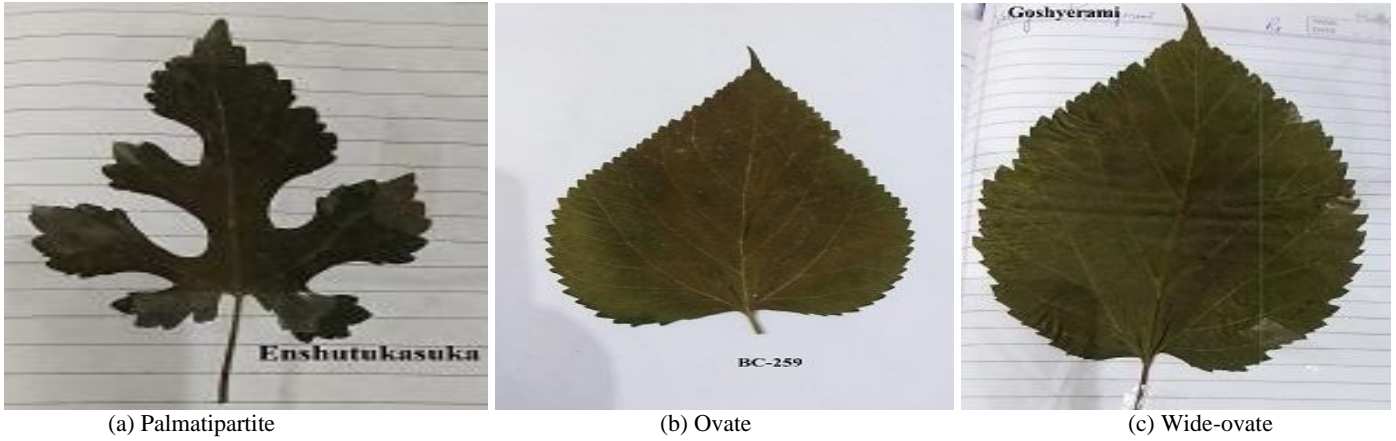 Goshyerami
Enshutukasuka
BC-259
(a) Palmatipartite
(b) Ovate
(c) Wide-ovate